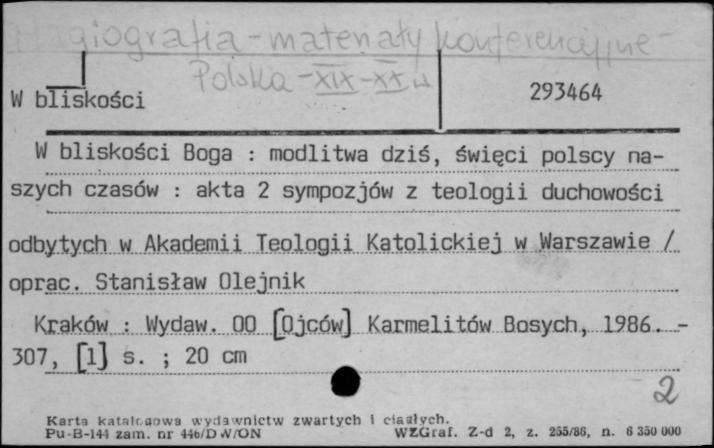 Hagiografia - materiały konferencyjne -
Polska - XIX - XX w
W bliskości
293464
W bliskości Boga : modlitwa dziś, święci polscy na-
szych czasów : akta 2 sympozjów z teologii duchowości
odbytych w Akademii Teologii Katolickiej w Warszawie /
oprac. Stanisław Olejnik
Kraków : Wydaw. OO [Ojców] Karmelitów Bosych, 1986. -
307, [1] s. ; 20 cm
2
Karta katalogowa wydawnictw zwartych i ciągłych.
Pu-B-144 zam. nr 446/DW/ON
WZGraf. Z-d 2, z. 255/86, n. 6 350 000